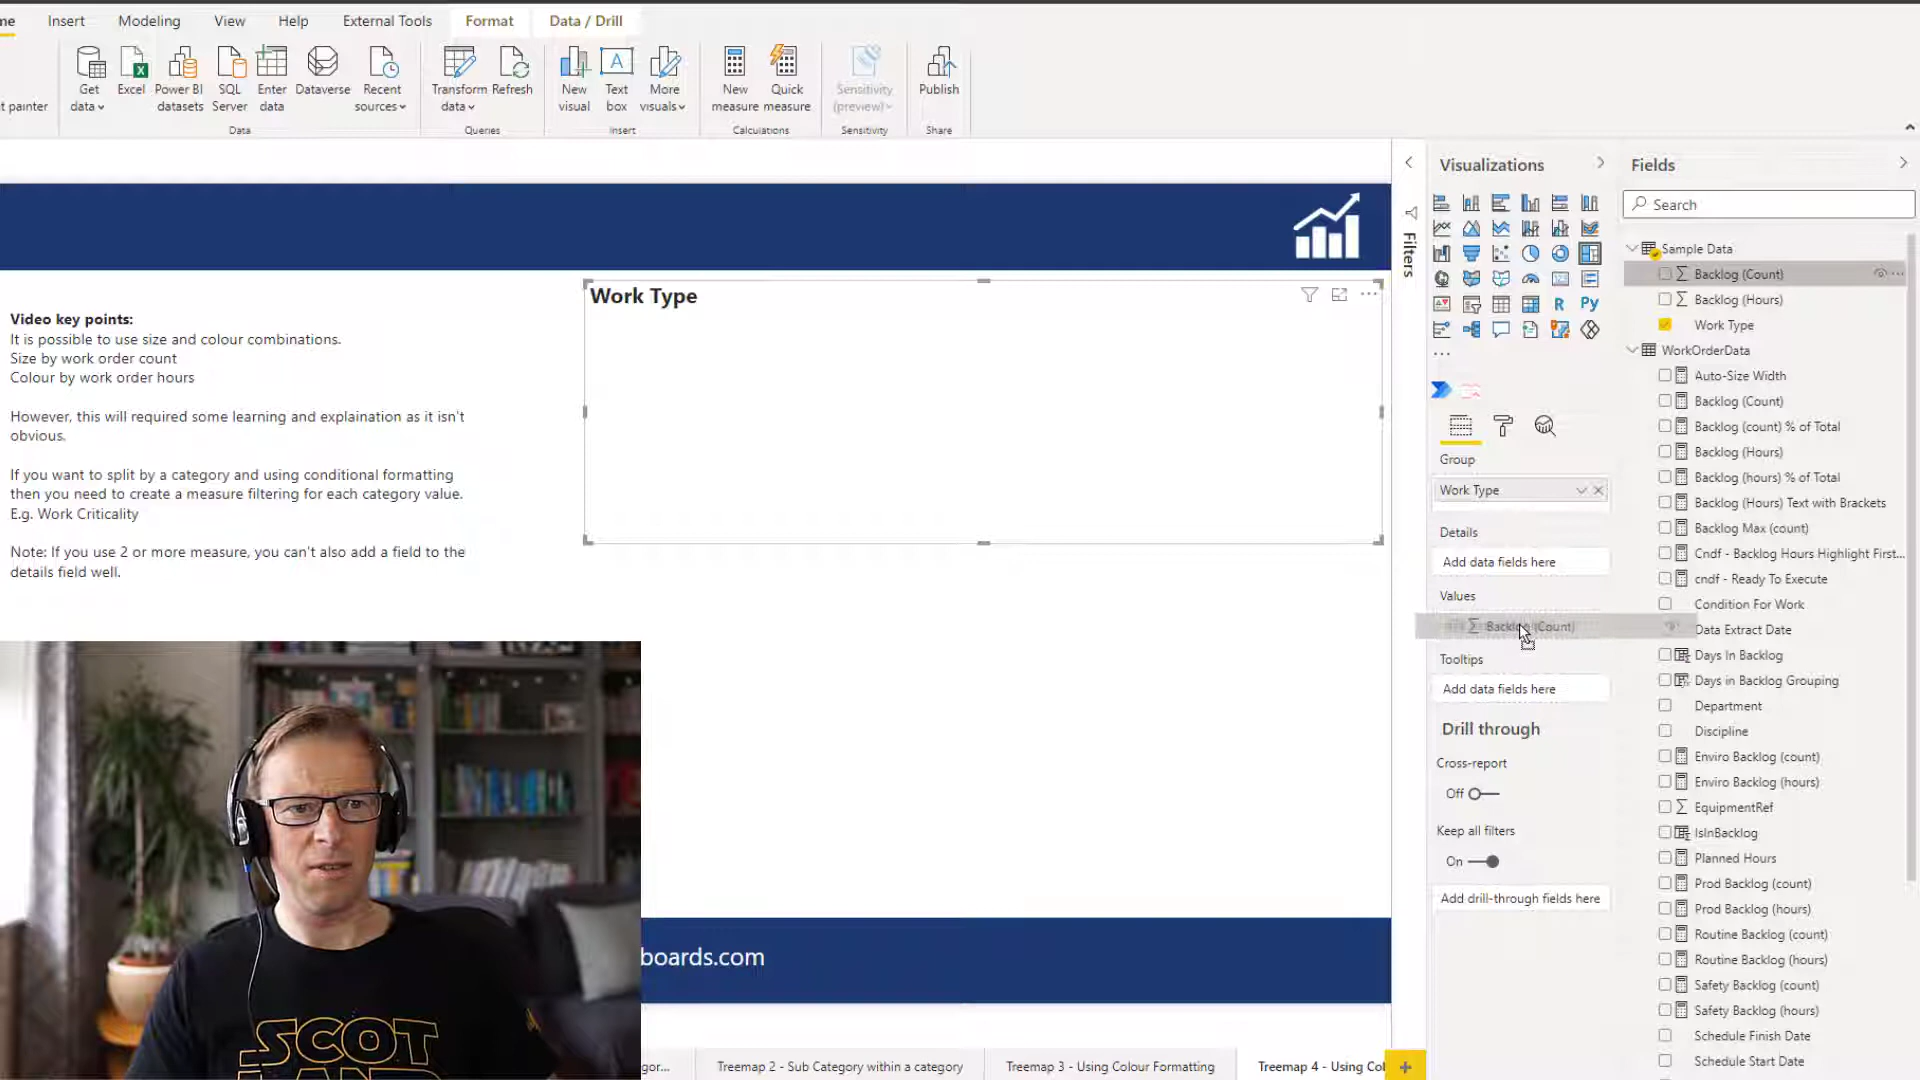 me
Insert
Modeling
View
Help
External Tools
Format
Data / Drill
t painter
Get data
Excel
Power BI datasets
SQL Server
Enter data
Dataverse
Recent sources
Data
Transform data
Refresh
Queries
New visual
A
Text box
More visuals
Insert
New measure
Quick measure
Calculations
Sensitivity (preview)
Sensitivity
Publish
Share
Video key points:
It is possible to use size and colour combinations.
Size by work order count
Colour by work order hours
However, this will required some learning and explaination as it isn't
obvious.
If you want to split by a category and using conditional formatting
then you need to create a measure filtering for each category value.
E.g. Work Criticality
Note: If you use 2 or more measure, you can't also add a field to the
details field well.
Work Type
SCOT
LAND
boards.com
gor...
Treemap 2 - Sub Category within a category
Treemap 3 - Using Colour Formatting
Treemap 4 - Using Col
+
Filters
Visualizations
R
Py
Group
Work Type
Details
Add data fields here
Values
Backlog (Count)
Tooltips
Add data fields here
Drill through
Cross-report
Off
Keep all filters
On
Add drill-through fields here
Fields
Search
Sample Data
Backlog (Count)
Backlog (Hours)
Work Type
WorkOrderData
Auto-Size Width
Backlog (Count)
Backlog (count) % of Total
Backlog (Hours)
Backlog (hours) % of Total
Backlog (Hours) Text with Brackets
Backlog Max (count)
Cndf - Backlog Hours Highlight First...
cndf - Ready To Execute
Condition For Work
Data Extract Date
Days In Backlog
Days in Backlog Grouping
Department
Discipline
Enviro Backlog (count)
Enviro Backlog (hours)
EquipmentRef
IsInBacklog
Planned Hours
Prod Backlog (count)
Prod Backlog (hours)
Routine Backlog (count)
Routine Backlog (hours)
Safety Backlog (count)
Safety Backlog (hours)
Schedule Finish Date
Schedule Start Date